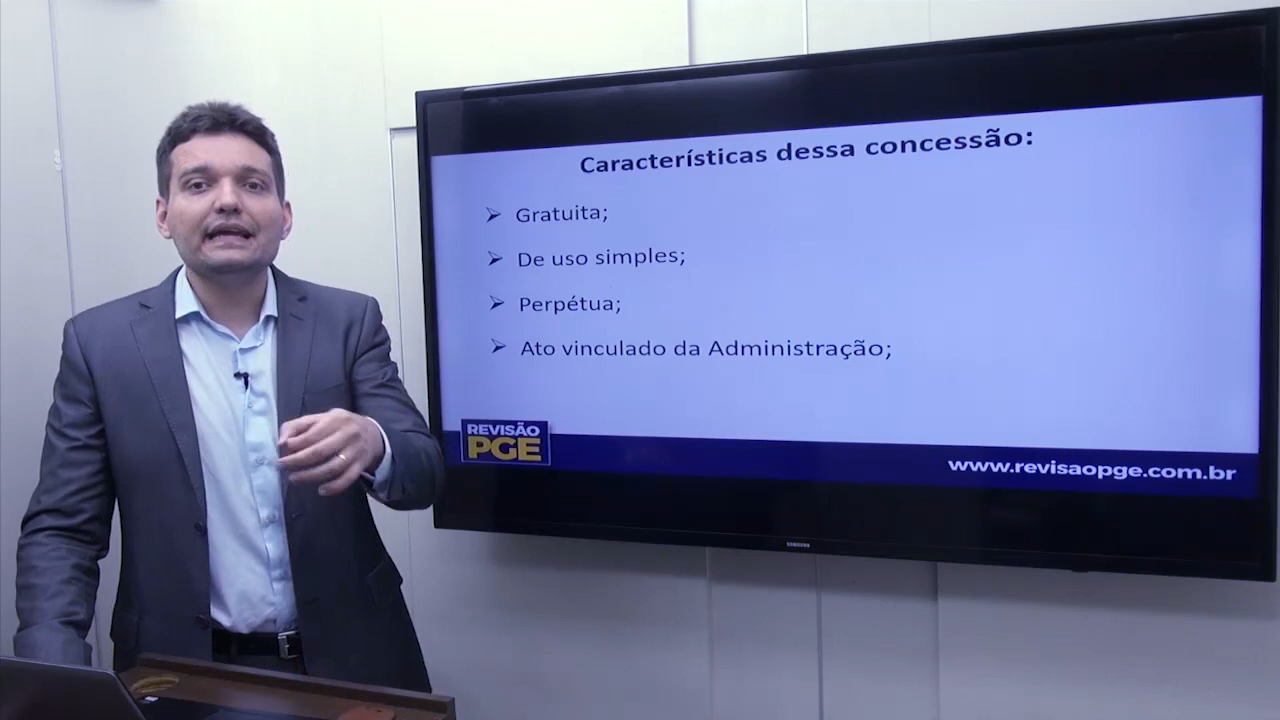 Características dessa concessão:
➢ Gratuita;
➢ De uso simples;
➢ Perpétua;
➢ Ato vinculado da Administração;
REVISÃO
PGE
www.revisaopge.com.br
SAMSUNG